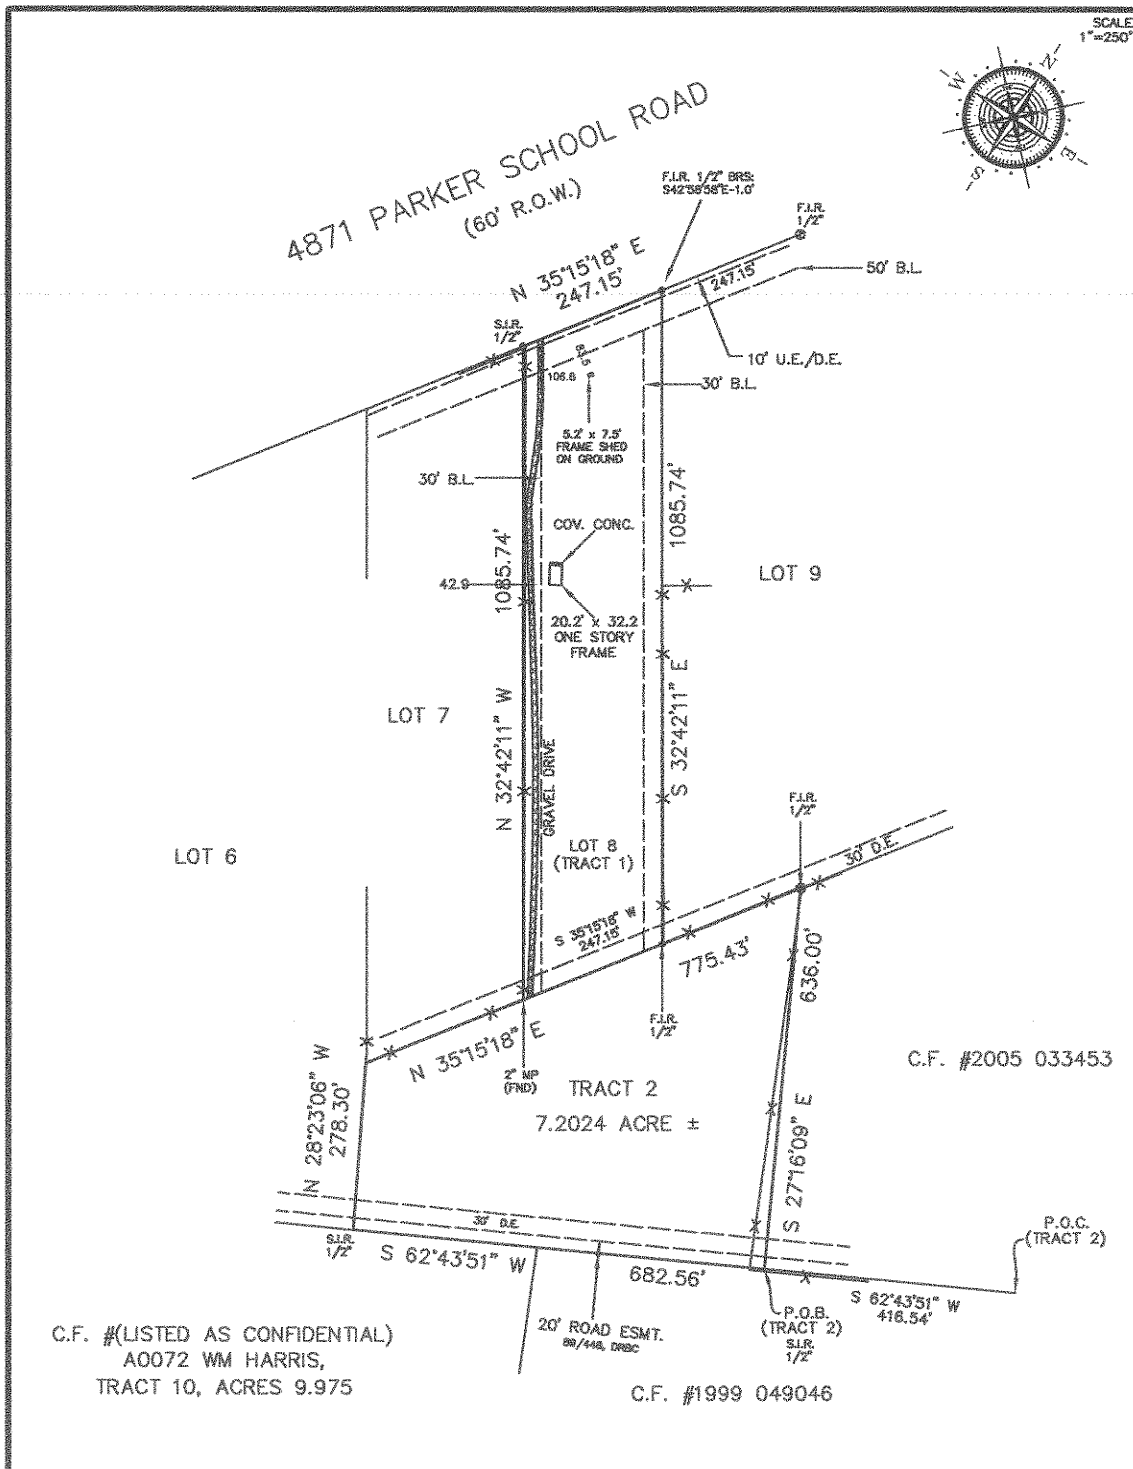 SCALE
1"=250'
N
W
E
S
4871 PARKER SCHOOL ROAD
(60' R.O.W.)
F.I.R. 1/2" BRS:
S42°58'58"E-1.0'
F.I.R.
1/2"
N 35°15'18" E
247.15'
247.15'
50' B.L.
S.I.R.
1/2"
10' U.E./D.E.
106.6
30' B.L.
5.2' x 7.5'
FRAME SHED
ON GROUND
30' B.L.
1085.74'
COV. CONC.
1085.74'
LOT 9
42.9
20.2' x 32.2
ONE STORY
FRAME
S 32°42'11" E
LOT 7
N 32°42'11" W
GRAVEL DRIVE
F.I.R.
1/2"
LOT 8
(TRACT 1)
LOT 6
30' D.E.
S 35°15'18" W
247.15'
775.43'
636.00'
F.I.R.
1/2"
N 35°15'18" E
C.F. #2005 033453
2" MP
(FND)
TRACT 2
7.2024 ACRE ±
N 28°23'06" W
278.30'
S 27°16'09" E
30' D.E.
P.O.C.
(TRACT 2)
S.I.R.
1/2"
S 62°43'51" W
682.56'
S 62°43'51" W
416.54'
P.O.B.
(TRACT 2)
S.I.R.
1/2"
20' ROAD ESMT.
DRBC
C.F. #(LISTED AS CONFIDENTIAL)
A0072 WM HARRIS,
TRACT 10, ACRES 9.975
C.F. #1999 049046